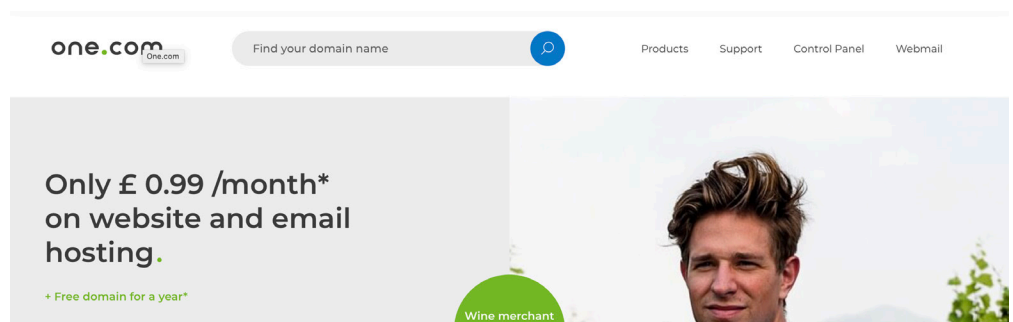 one.com
One.com
Find your domain name
Products Support Control Panel Webmail
Only £ 0.99 /month*
on website and email
hosting.
+ Free domain for a year*
Wine merchant